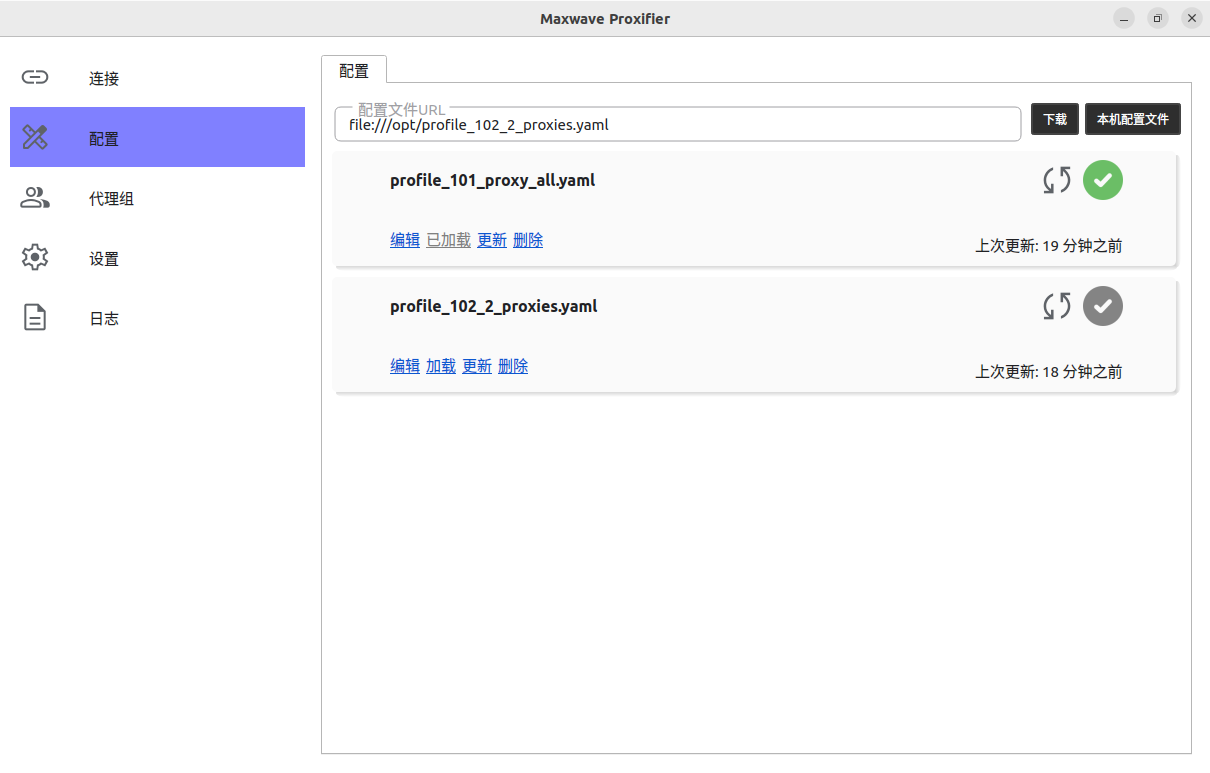 Maxwave Proxifier
连接
配置
代理组
设置
日志
配置
配置文件URL
file:///opt/profile_102_2_proxies.yaml
下载
本机配置文件
profile_101_proxy_all.yaml
编辑 已加载 更新 删除
上次更新: 19 分钟之前
profile_102_2_proxies.yaml
编辑 加载 更新 删除
上次更新: 18 分钟之前